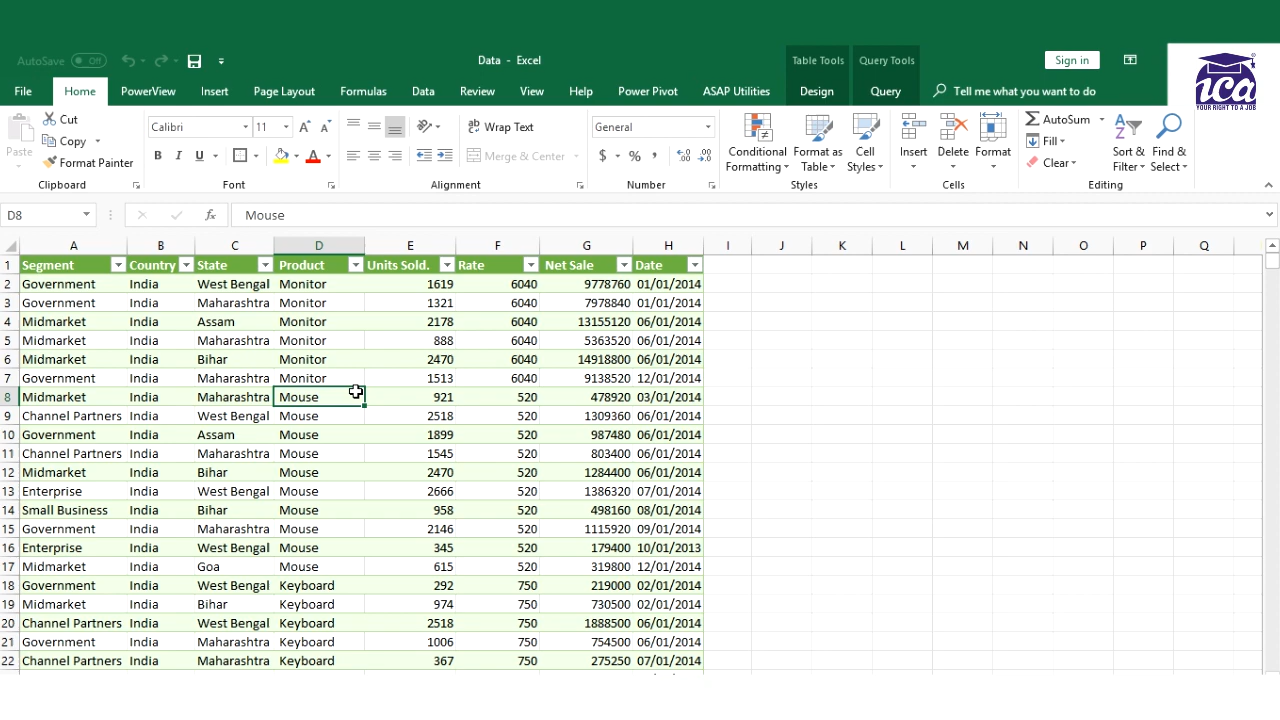 AutoSave Off Data - Excel Table Tools Query Tools Sign in
ica
YOUR RIGHT TO A JOB
File Home PowerView Insert Page Layout Formulas Data Review View Help Power Pivot ASAP Utilities Design Query Tell me what you want to do
Paste Cut Copy Format Painter
Clipboard
Calibri 11
B I U
Font
Wrap Text
Merge & Center
Alignment
General
$ % ,
Number
Conditional Formatting Format as Table Cell Styles
Styles
Insert Delete Format
Cells
AutoSum Fill Clear Sort & Filter Find & Select
Editing
D8 fx Mouse
A B C D E F G H I J K L M N O P Q
1 Segment Country State Product Units Sold. Rate Net Sale Date
2 Government India West Bengal Monitor 1619 6040 9778760 01/01/2014
3 Government India Maharashtra Monitor 1321 6040 7978840 01/01/2014
4 Midmarket India Assam Monitor 2178 6040 13155120 06/01/2014
5 Midmarket India Maharashtra Monitor 888 6040 5363520 06/01/2014
6 Midmarket India Bihar Monitor 2470 6040 14918800 06/01/2014
7 Government India Maharashtra Monitor 1513 6040 9138520 12/01/2014
8 Midmarket India Maharashtra Mouse 921 520 478920 03/01/2014
9 Channel Partners India West Bengal Mouse 2518 520 1309360 06/01/2014
10 Government India Assam Mouse 1899 520 987480 06/01/2014
11 Channel Partners India Maharashtra Mouse 1545 520 803400 06/01/2014
12 Midmarket India Bihar Mouse 2470 520 1284400 06/01/2014
13 Enterprise India West Bengal Mouse 2666 520 1386320 07/01/2014
14 Small Business India Bihar Mouse 958 520 498160 08/01/2014
15 Government India Maharashtra Mouse 2146 520 1115920 09/01/2014
16 Enterprise India West Bengal Mouse 345 520 179400 10/01/2013
17 Midmarket India Goa Mouse 615 520 319800 12/01/2014
18 Government India West Bengal Keyboard 292 750 219000 02/01/2014
19 Midmarket India Bihar Keyboard 974 750 730500 02/01/2014
20 Channel Partners India West Bengal Keyboard 2518 750 1888500 06/01/2014
21 Government India Maharashtra Keyboard 1006 750 754500 06/01/2014
22 Channel Partners India Maharashtra Keyboard 367 750 275250 07/01/2014